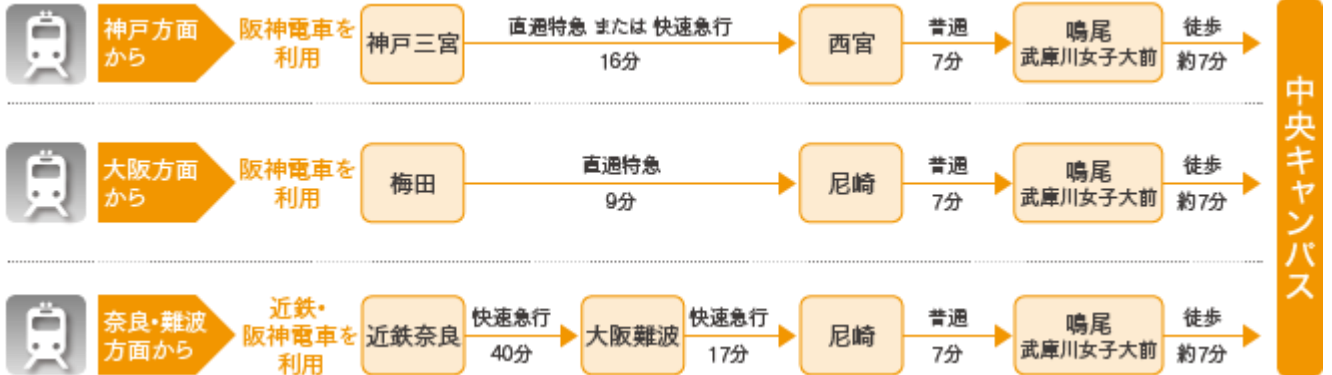 神戸方面
から
阪神電車を
利用
神戸三宮
直通特急 または 快速急行
16分
西宮
普通
7分
鳴尾
武庫川女子大前
徒歩
約7分
大阪方面
から
阪神電車を
利用
梅田
直通特急
9分
尼崎
普通
7分
鳴尾
武庫川女子大前
徒歩
約7分
奈良・難波
方面から
近鉄・
阪神電車を
利用
近鉄奈良
快速急行
40分
大阪難波
快速急行
17分
尼崎
普通
7分
鳴尾
武庫川女子大前
徒歩
約7分
中央キャンパス